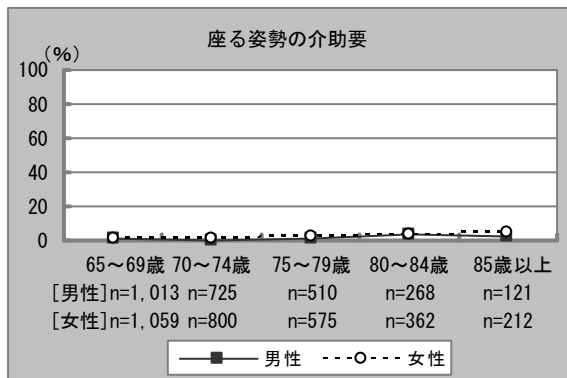 座る姿勢の介助要
(%)
100
80
60
40
20
0
65～69歳 70～74歳 75～79歳 80～84歳 85歳以上
[男性]n=1,013 n=725 n=510 n=268 n=121
[女性]n=1,059 n=800 n=575 n=362 n=212
男性 女性